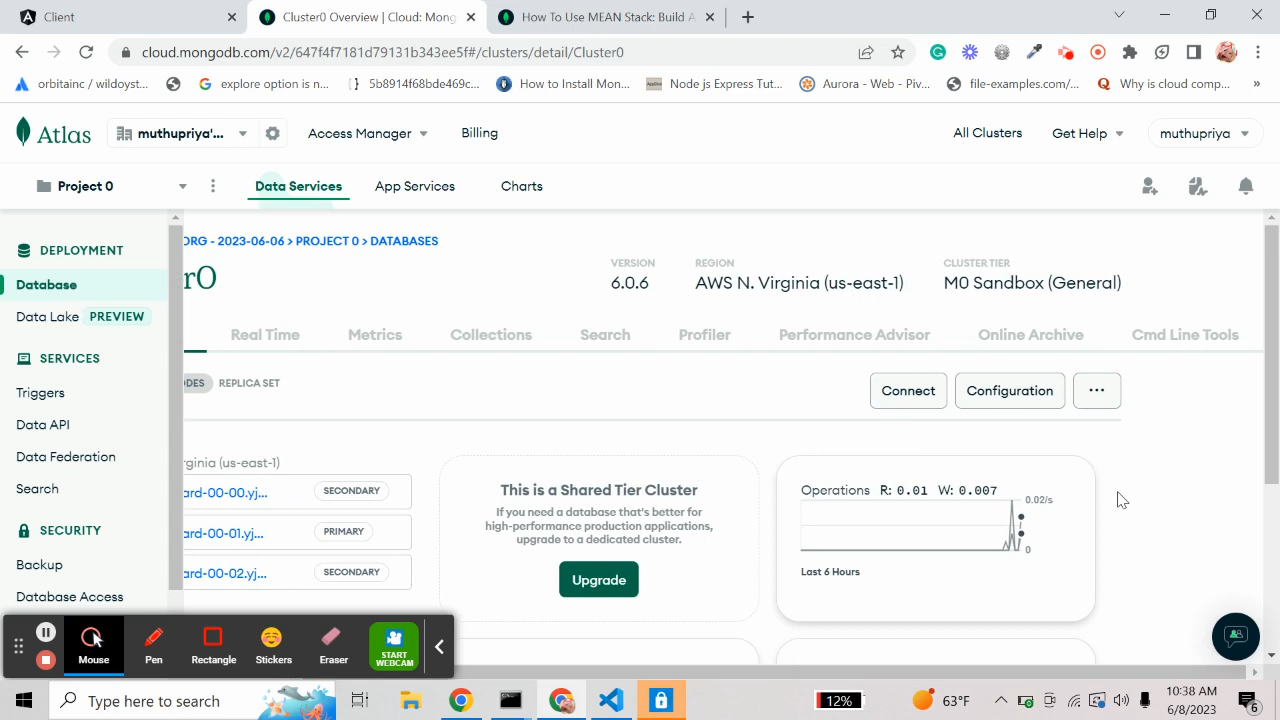 Client
Cluster0 Overview | Cloud: Mong
How To Use MEAN Stack: Build A
cloud.mongodb.com/v2/647f4f7181d79131b343ee5f#/clusters/detail/Cluster0
orbitainc / wildoyst...
explore option is n...
5b8914f68bde469c...
How to Install Mon...
Node js Express Tut...
Aurora - Web - Piv...
file-examples.com/...
Why is cloud comp...
»
Atlas
muthupriya'...
Access Manager
Billing
All Clusters
Get Help
muthupriya
Project 0
Data Services
App Services
Charts
DEPLOYMENT
Database
Data Lake PREVIEW
SERVICES
Triggers
Data API
Data Federation
Search
SECURITY
Backup
Database Access
ORG - 2023-06-06 > PROJECT 0 > DATABASES
r0
VERSION
6.0.6
REGION
AWS N. Virginia (us-east-1)
CLUSTER TIER
M0 Sandbox (General)
Real Time
Metrics
Collections
Search
Profiler
Performance Advisor
Online Archive
Cmd Line Tools
ODES
REPLICA SET
Connect
Configuration
...
rginia (us-east-1)
ard-00-00.yj... SECONDARY
ard-00-01.yj... PRIMARY
ard-00-02.yj... SECONDARY
This is a Shared Tier Cluster
If you need a database that's better for
high-performance production applications,
upgrade to a dedicated cluster.
Upgrade
Operations R: 0.01 W: 0.007
0.02/s
0
Last 6 Hours
Mouse
Pen
Rectangle
Stickers
Eraser
START
WEBCAM
Type here to search
12%
63°F
10:38 AM
6/8/2023
6